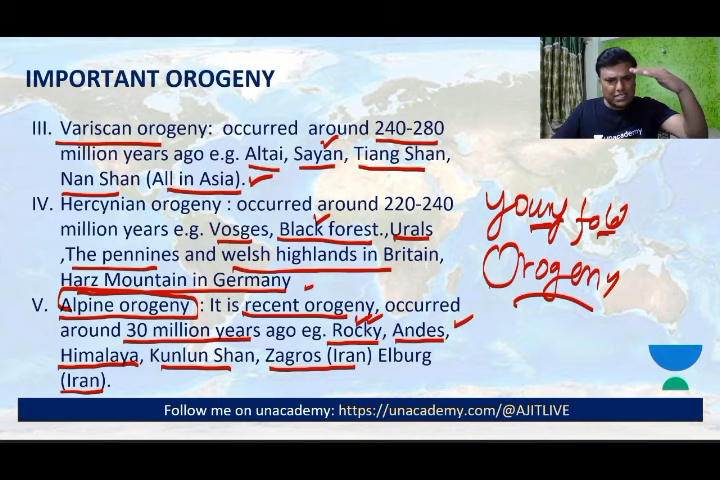 IMPORTANT OROGENY
III. Variscan orogeny: occurred around 240-280
million years ago e.g. Altai, Sayan, Tiang Shan,
Nan Shan (All in Asia).
IV. Hercynian orogeny : occurred around 220-240
million years e.g. Vosges, Black forest.,Urals
,The pennines and welsh highlands in Britain,
Harz Mountain in Germany
V. Alpine orogeny : It is recent orogeny, occurred
around 30 million years ago eg. Rocky, Andes,
Himalaya, Kunlun Shan, Zagros (Iran) Elburg
(Iran).
young fold
Orogeny
unacademy
Follow me on unacademy: https://unacademy.com/@AJITLIVE